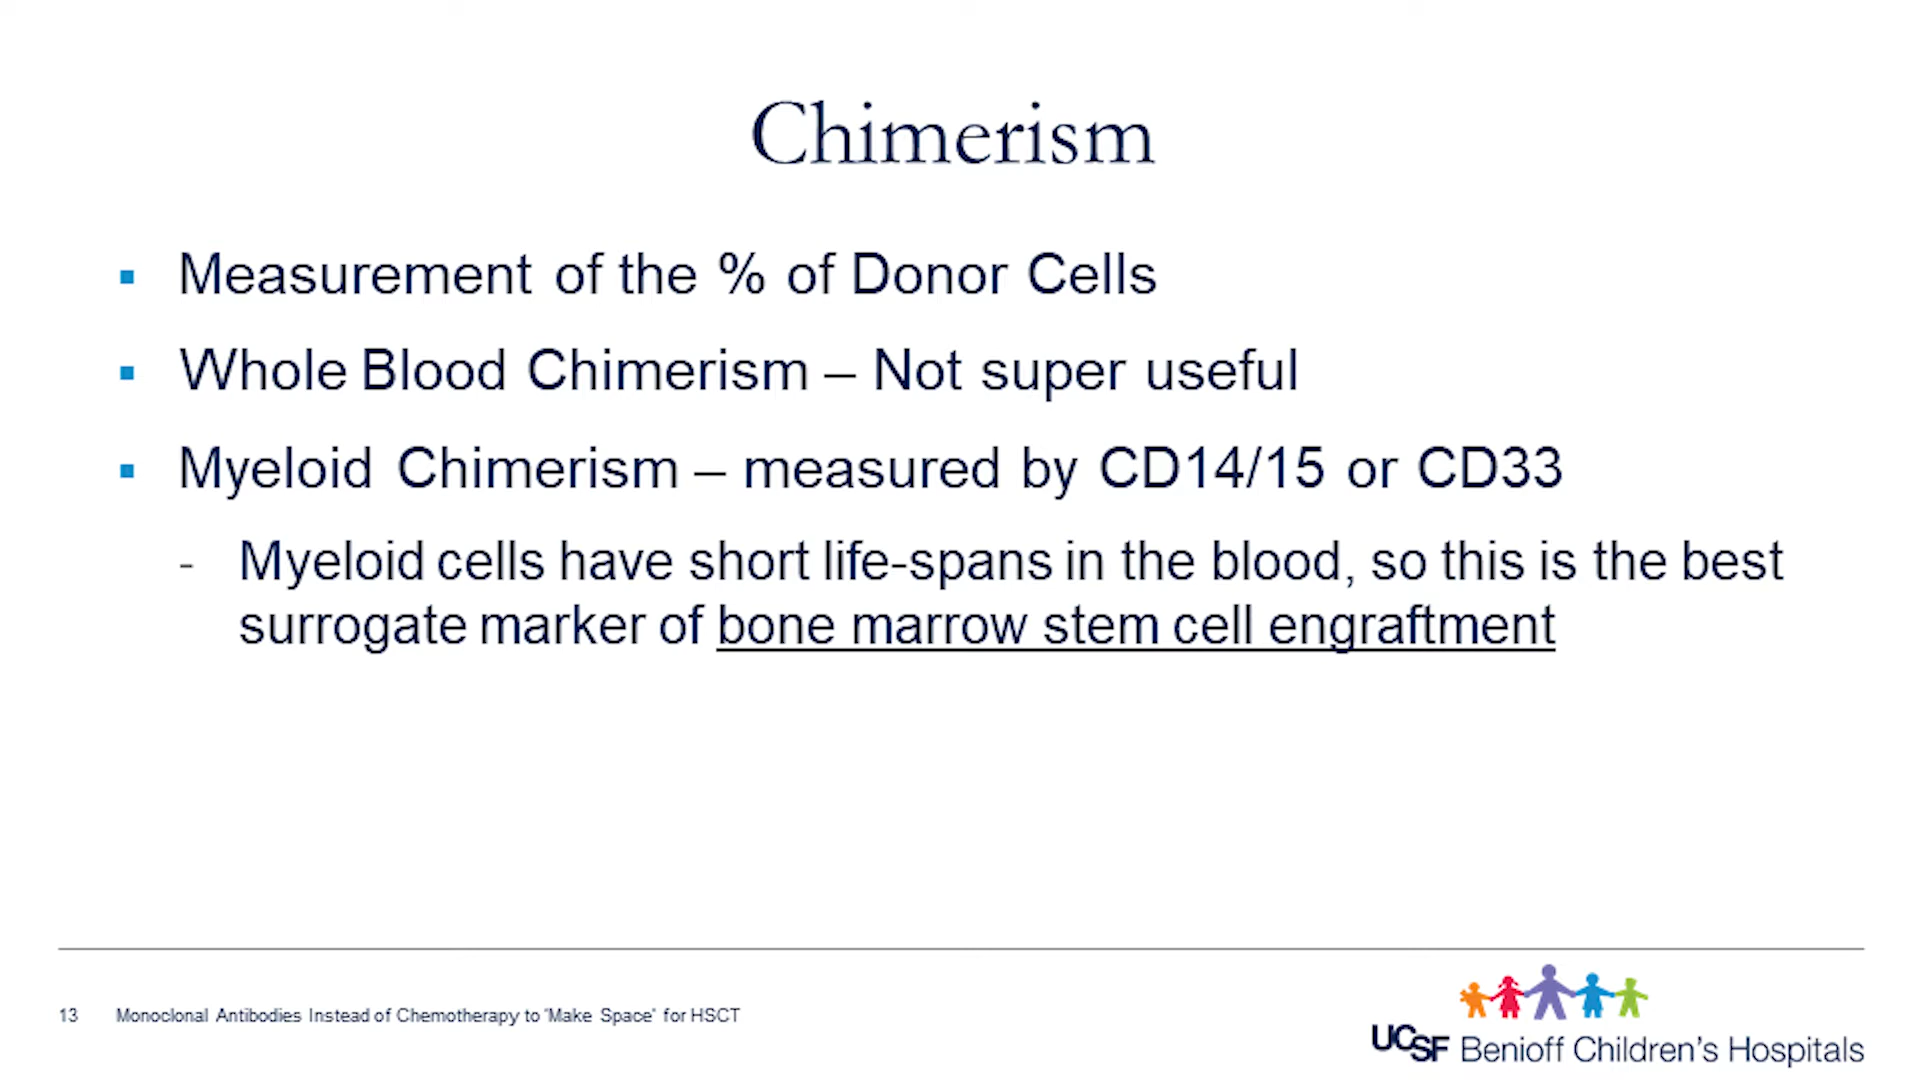 Chimerism
▪ Measurement of the % of Donor Cells
▪ Whole Blood Chimerism – Not super useful
▪ Myeloid Chimerism – measured by CD14/15 or CD33
- Myeloid cells have short life-spans in the blood, so this is the best
surrogate marker of bone marrow stem cell engraftment
13 Monoclonal Antibodies Instead of Chemotherapy to 'Make Space' for HSCT
UCSF Benioff Children's Hospitals